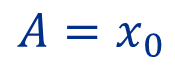 A = x₀